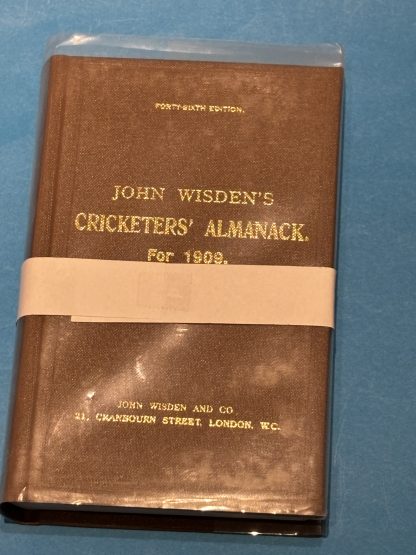 FORTY-SIXTH EDITION.
JOHN WISDEN'S
CRICKETERS' ALMANACK.
For 1909.
JOHN WISDEN AND CO
21, CRANBOURN STREET, LONDON, W.C.